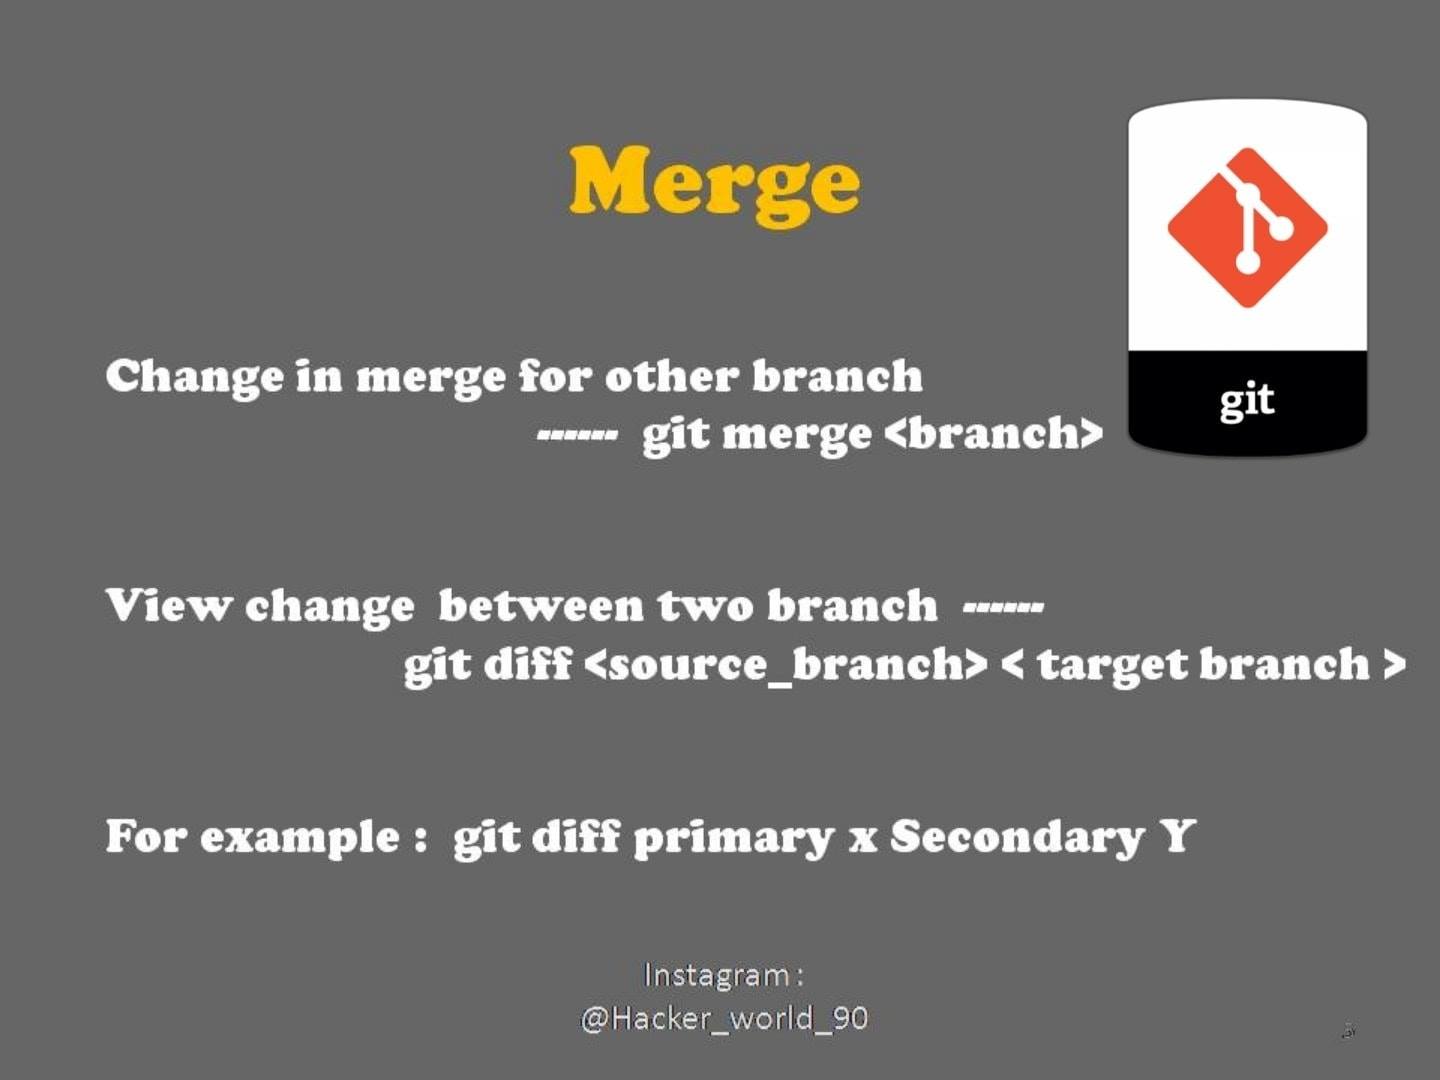 Merge
git
Change in merge for other branch
------ git merge <branch>
View change between two branch ------
git diff <source_branch> < target branch >
For example : git diff primary x Secondary Y
Instagram :
@Hacker_world_90